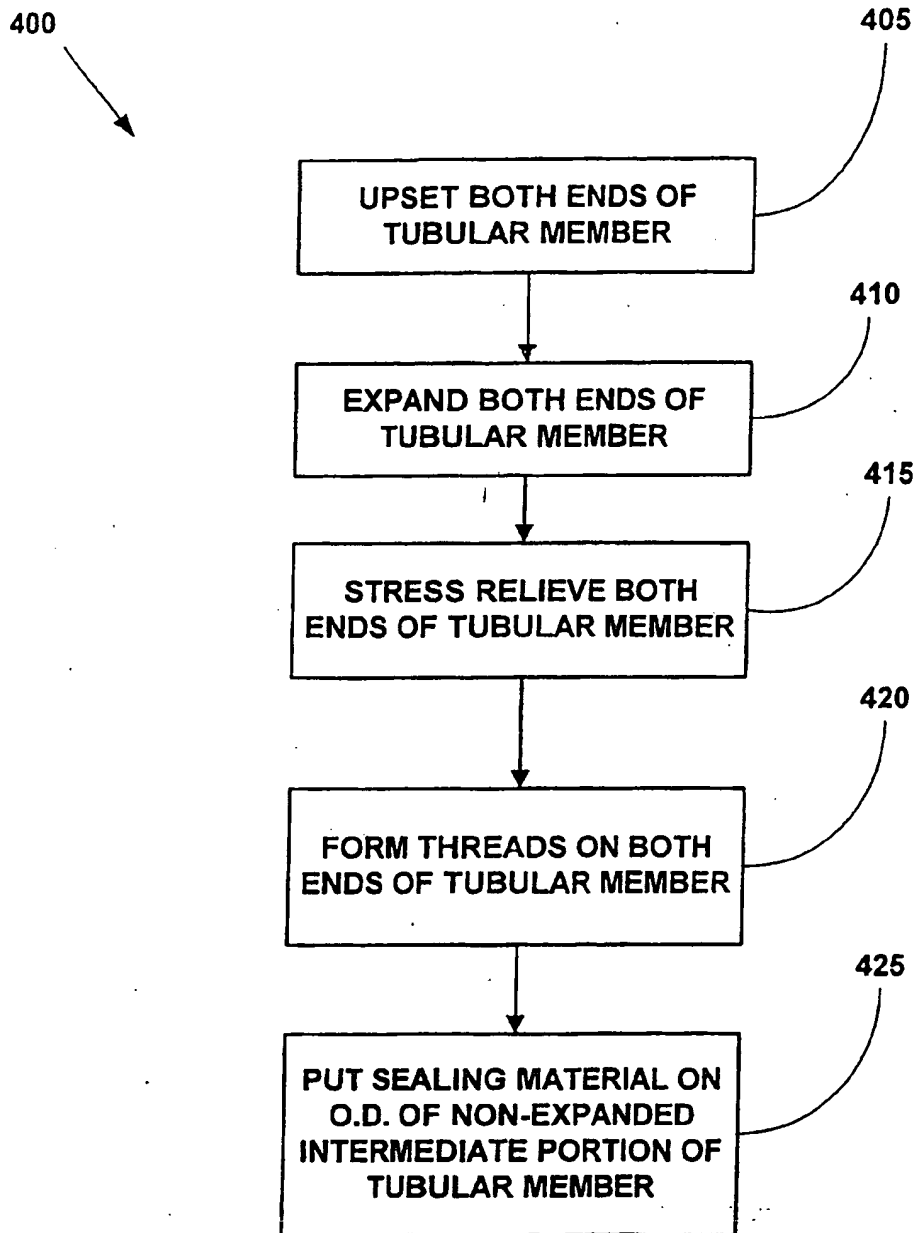 400
405
UPSET BOTH ENDS OF
TUBULAR MEMBER
410
EXPAND BOTH ENDS OF
TUBULAR MEMBER
415
STRESS RELIEVE BOTH
ENDS OF TUBULAR MEMBER
420
FORM THREADS ON BOTH
ENDS OF TUBULAR MEMBER
425
PUT SEALING MATERIAL ON
O.D. OF NON-EXPANDED
INTERMEDIATE PORTION OF
TUBULAR MEMBER